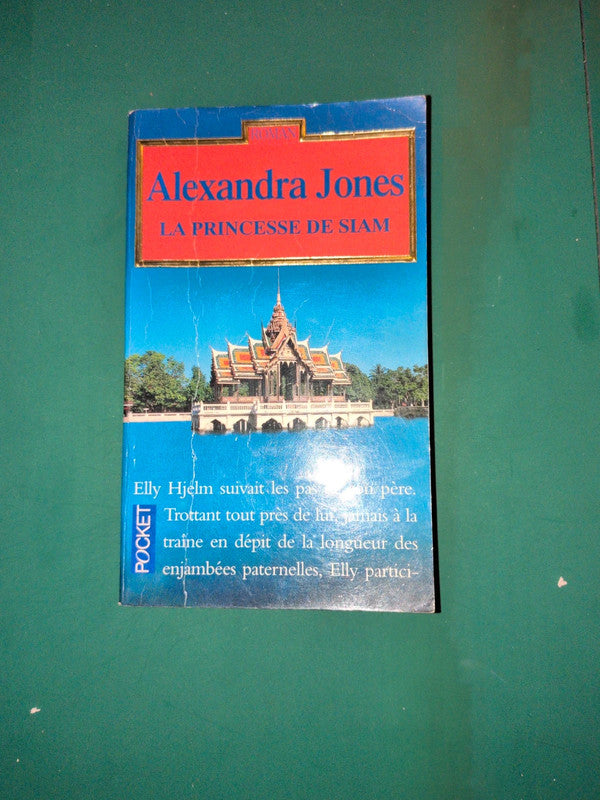 ROMAN
Alexandra Jones
LA PRINCESSE DE SIAM
Elly Hjelm suivait les pas père.
Trottant tout près de lui, jamais à la
traîne en dépit de la longueur des
enjambées paternelles, Elly partici-
POCKET